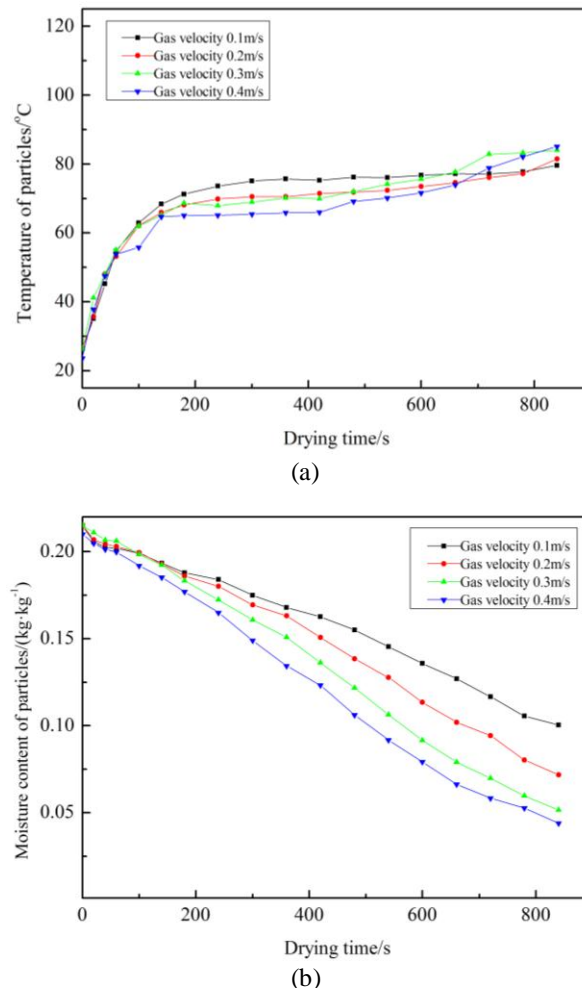 120
100
80
60
40
20
Temperature of particles/°C
Gas velocity 0.1m/s
Gas velocity 0.2m/s
Gas velocity 0.3m/s
Gas velocity 0.4m/s
0 200 400 600 800
Drying time/s
(a)
0.20
0.15
0.10
0.05
Moisture content of particles/(kg·kg⁻¹)
Gas velocity 0.1m/s
Gas velocity 0.2m/s
Gas velocity 0.3m/s
Gas velocity 0.4m/s
0 200 400 600 800
Drying time/s
(b)